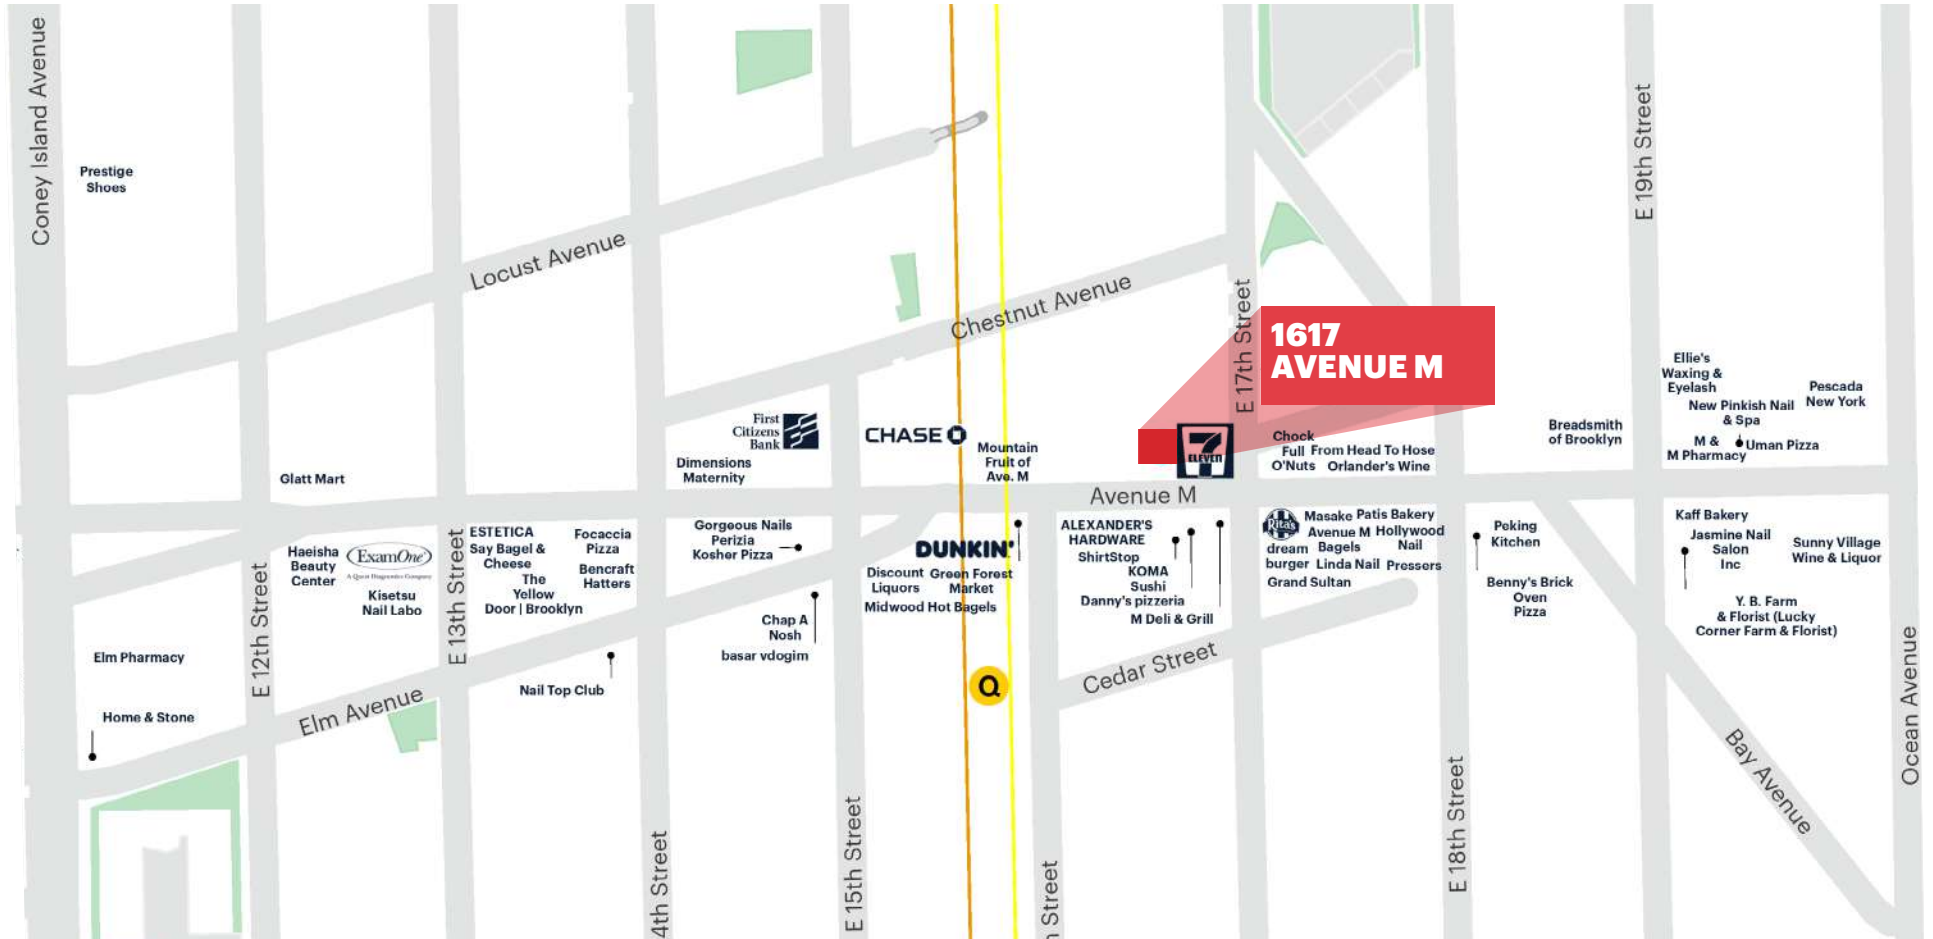 Coney Island Avenue
Prestige
Shoes
Locust Avenue
E 19th Street
Chestnut Avenue
E 17th Street
1617
AVENUE M
First
Citizens
Bank
CHASE
Mountain
Fruit of
Ave. M
7
ELEVEN
Chock
Full
O'Nuts
From Head To Hose
Orlander's Wine
Breadsmith
of Brooklyn
Ellie's
Waxing &
Eyelash
Pescada
New York
New Pinkish Nail
& Spa
M &
M Pharmacy
Uman Pizza
Glatt Mart
Dimensions
Maternity
Avenue M
Haeisha
Beauty
Center
ExamOne
A Quest Diagnostics Company
Kisetsu
Nail Labo
E 12th Street
E 13th Street
ESTETICA
Say Bagel &
Cheese
The
Yellow
Door | Brooklyn
Focaccia
Pizza
Bencraft
Hatters
Gorgeous Nails
Perizia
Kosher Pizza
DUNKIN'
Discount
Liquors
Green Forest
Market
Midwood Hot Bagels
Chap A
Nosh
basar vdogim
ALEXANDER'S
HARDWARE
ShirtStop
KOMA
Sushi
Danny's pizzeria
M Deli & Grill
Rita's
Masake
Patis Bakery
Avenue M
Bagels
Hollywood
Nail
dream
burger
Linda Nail
Pressers
Grand Sultan
Peking
Kitchen
Benny's Brick
Oven
Pizza
Kaff Bakery
Jasmine Nail
Salon
Inc
Sunny Village
Wine & Liquor
Y. B. Farm
& Florist (Lucky
Corner Farm & Florist)
Elm Pharmacy
Home & Stone
Elm Avenue
Nail Top Club
Q
Cedar Street
Bay Avenue
Ocean Avenue
4th Street
E 15th Street
Street
E 18th Street